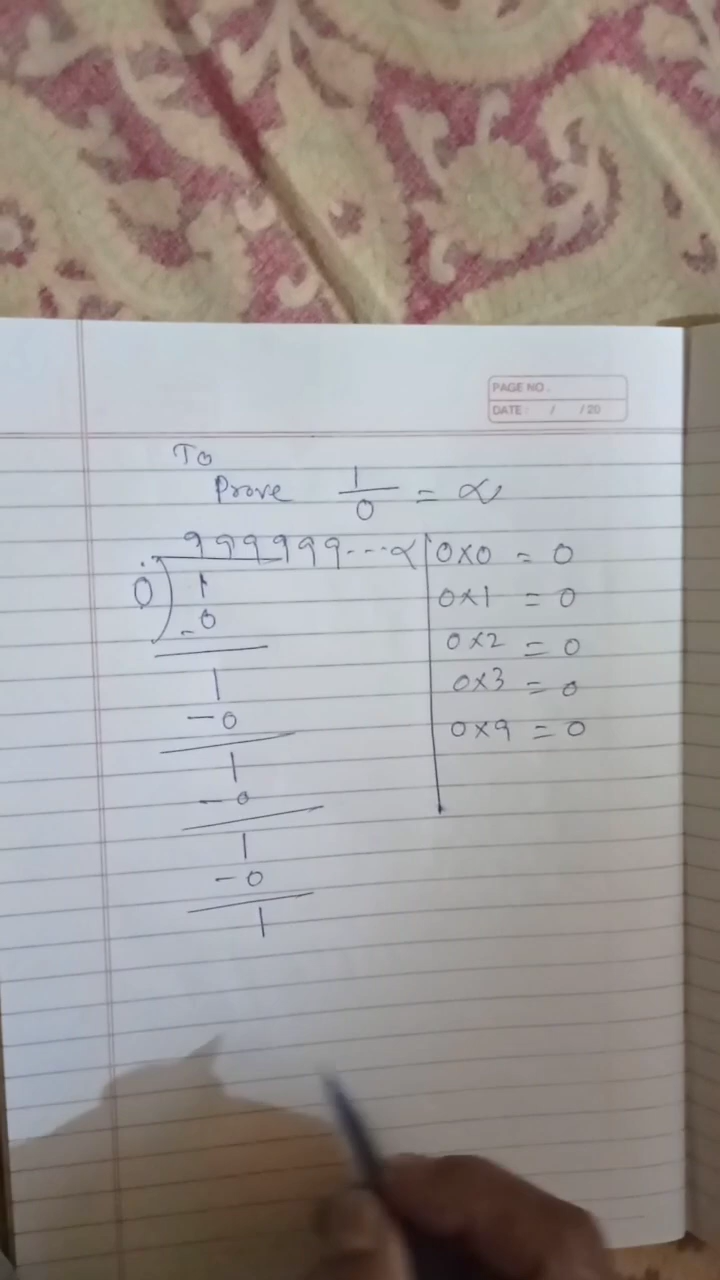 PAGE NO.
DATE: / /20
To
Prove 1/0 = ∝
999999---∝
0)1
-0
1
-0
1
-0
1
-0
1
0×0 = 0
0×1 = 0
0×2 = 0
0×3 = 0
0×9 = 0